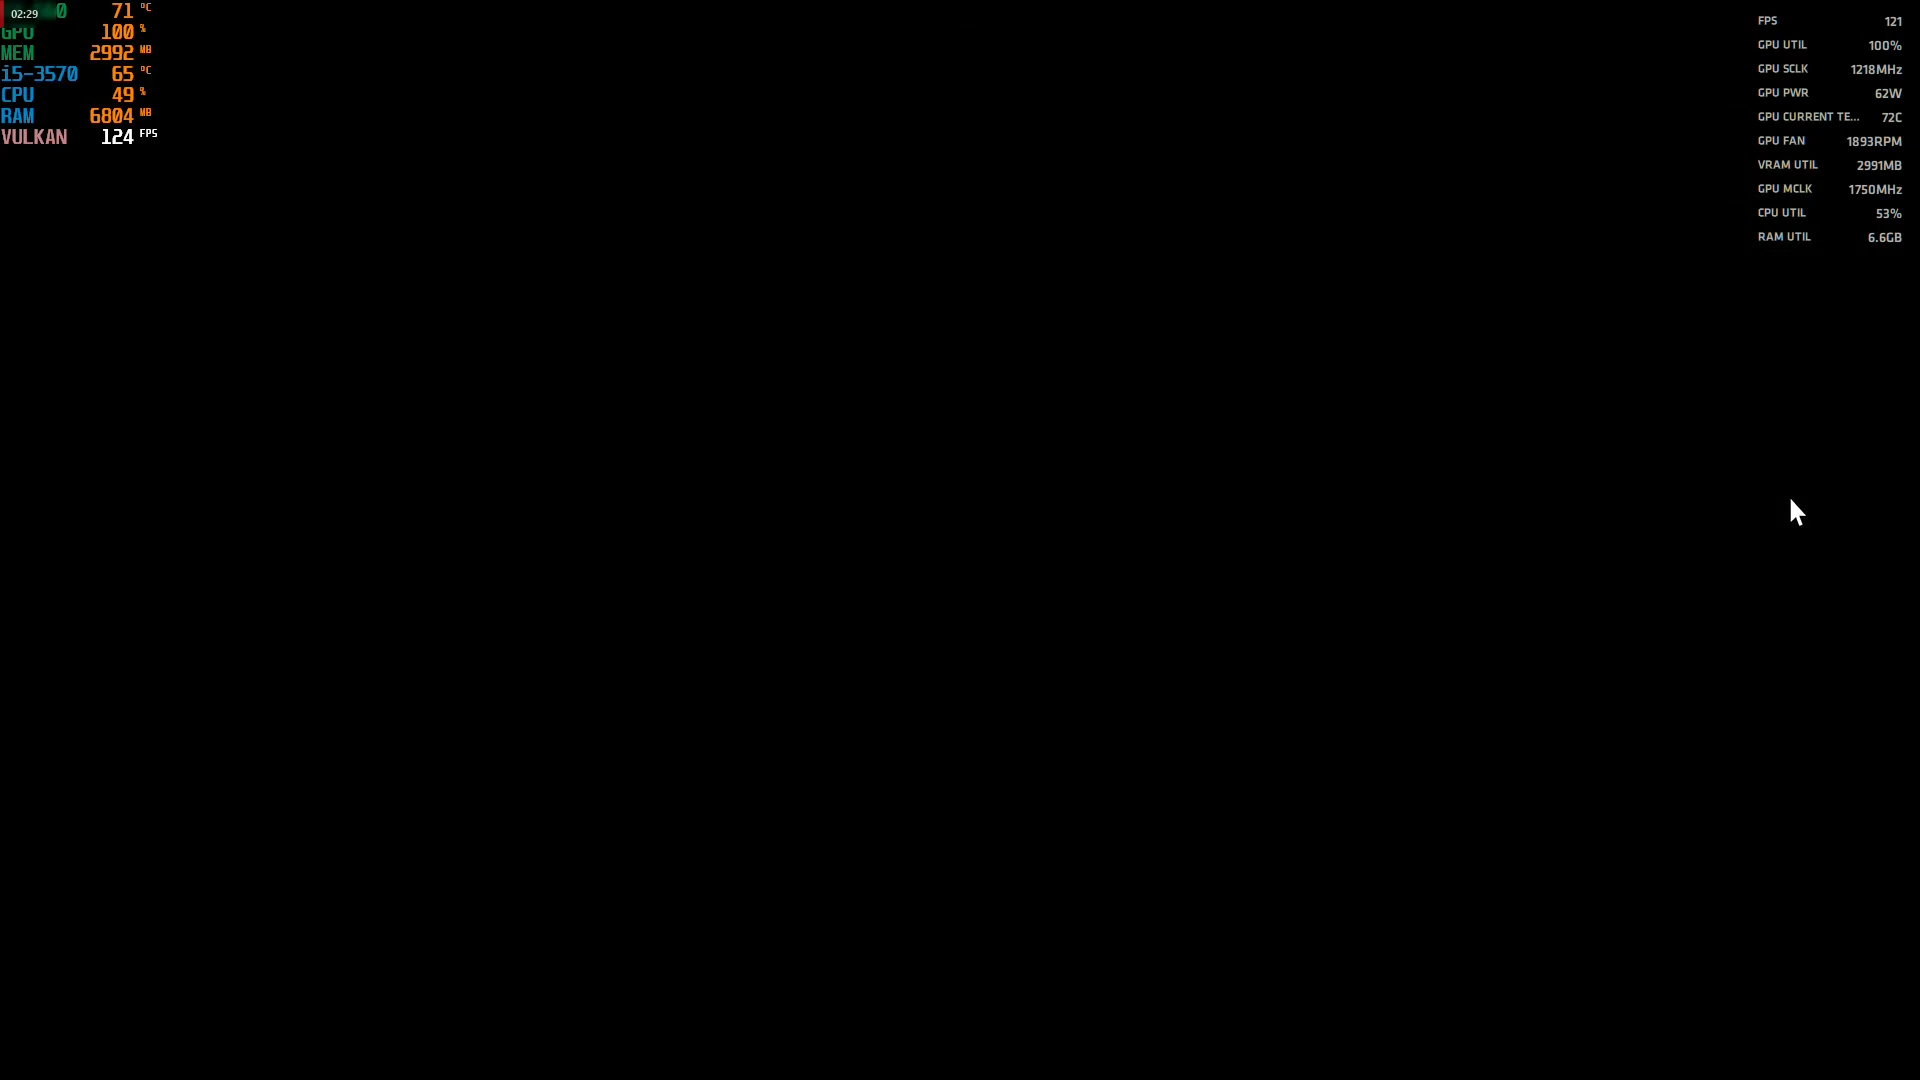 02:29 0 71 °C
GPU 100 %
MEM 2992 MB
i5-3570 65 °C
CPU 49 %
RAM 6804 MB
VULKAN 124 FPS
FPS 121
GPU UTIL 100%
GPU SCLK 1218MHz
GPU PWR 62W
GPU CURRENT TE... 72C
GPU FAN 1893RPM
VRAM UTIL 2991MB
GPU MCLK 1750MHz
CPU UTIL 53%
RAM UTIL 6.6GB